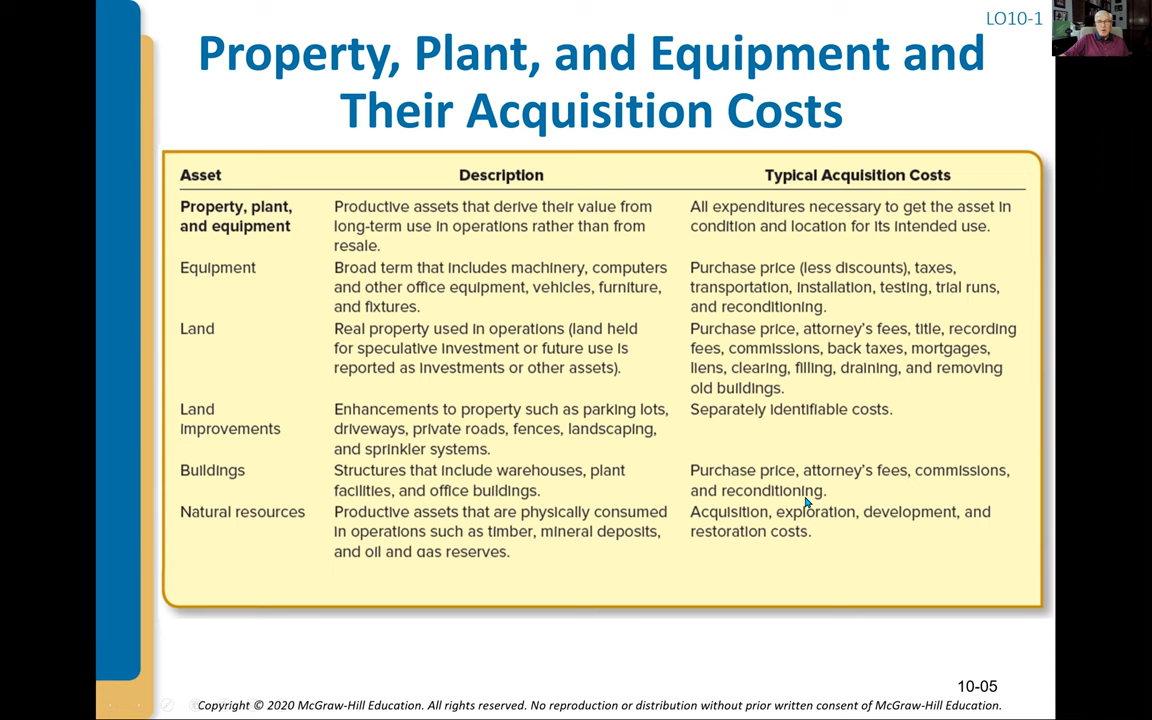 LO10-1
Property, Plant, and Equipment and
Their Acquisition Costs
Asset Description Typical Acquisition Costs
Property, plant, and equipment
Productive assets that derive their value from
long-term use in operations rather than from
resale.
All expenditures necessary to get the asset in
condition and location for its intended use.
Equipment
Broad term that includes machinery, computers
and other office equipment, vehicles, furniture,
and fixtures.
Purchase price (less discounts), taxes,
transportation, installation, testing, trial runs,
and reconditioning.
Land
Real property used in operations (land held
for speculative investment or future use is
reported as investments or other assets).
Purchase price, attorney's fees, title, recording
fees, commissions, back taxes, mortgages,
liens, clearing, filling, draining, and removing
old buildings.
Land
improvements
Enhancements to property such as parking lots,
driveways, private roads, fences, landscaping,
and sprinkler systems.
Separately identifiable costs.
Buildings
Structures that include warehouses, plant
facilities, and office buildings.
Purchase price, attorney's fees, commissions,
and reconditioning.
Natural resources
Productive assets that are physically consumed
in operations such as timber, mineral deposits,
and oil and gas reserves.
Acquisition, exploration, development, and
restoration costs.
10-05
Copyright © 2020 McGraw-Hill Education. All rights reserved. No reproduction or distribution without prior written consent of McGraw-Hill Education.